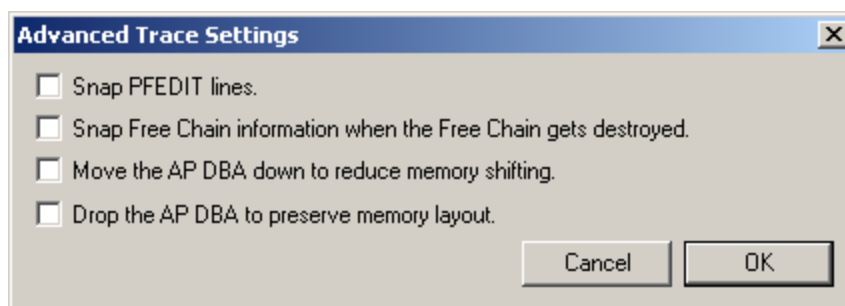 Advanced Trace Settings
Snap PFEDIT lines.
Snap Free Chain information when the Free Chain gets destroyed.
Move the AP DBA down to reduce memory shifting.
Drop the AP DBA to preserve memory layout.
Cancel OK